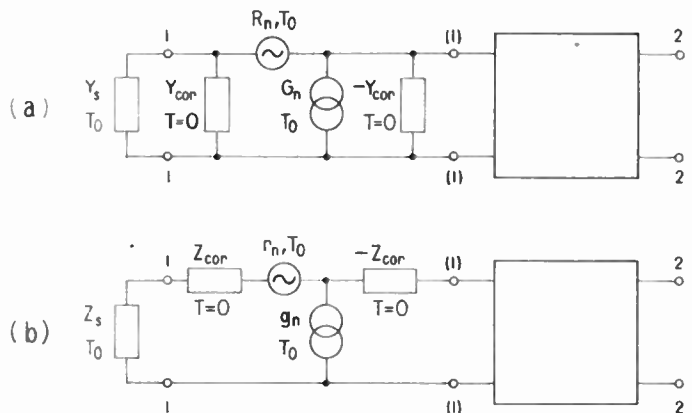 1 R_n, T_0 (1) 2
(a) Y_s T_0 Y_cor T=0 G_n T_0 -Y_cor T=0
1 (1) 2
1 Z_cor r_n, T_0 -Z_cor (1) 2
T=0 T=0
(b) Z_s T_0 g_n T_0
1 (1) 2